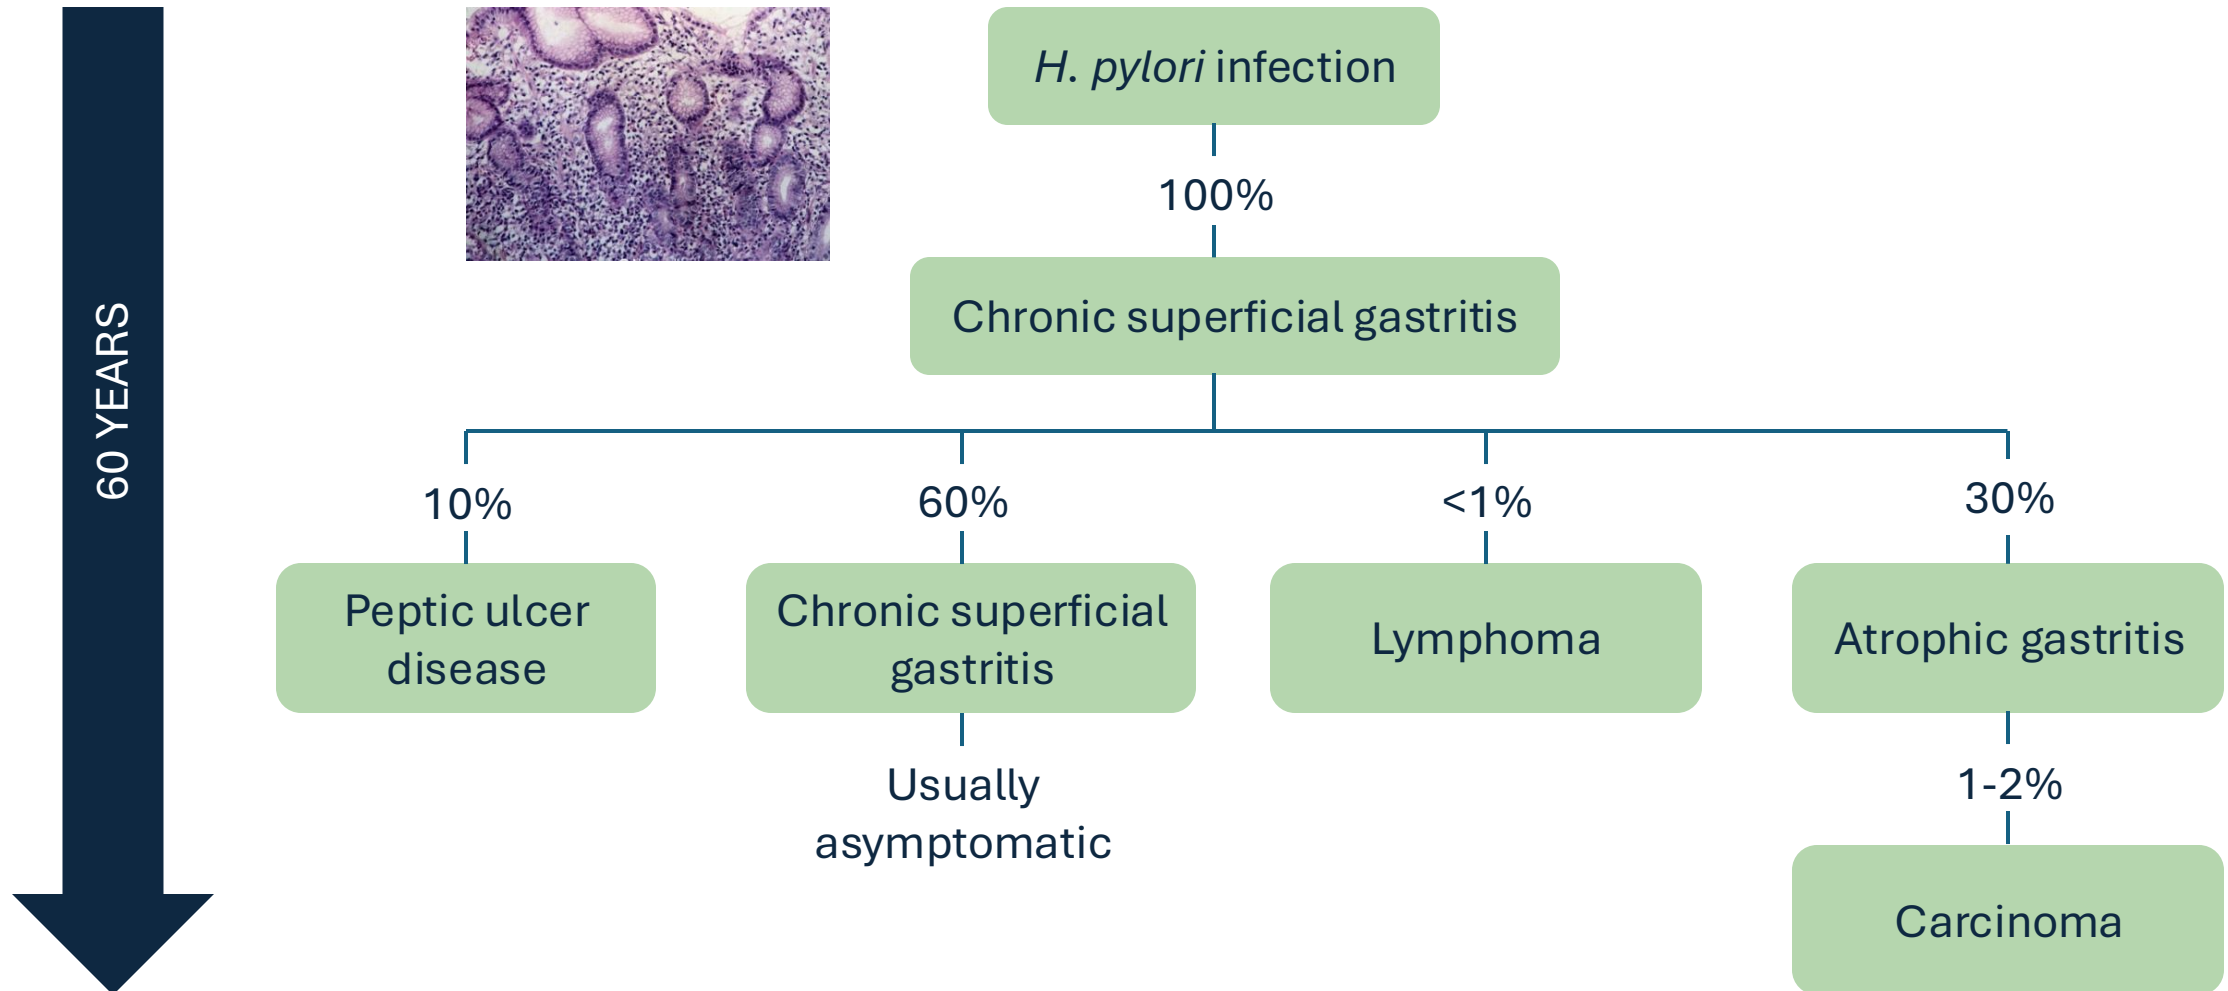 60 YEARS
H. pylori infection
100%
Chronic superficial gastritis
10%
60%
<1%
30%
Peptic ulcer
disease
Chronic superficial
gastritis
Lymphoma
Atrophic gastritis
Usually
asymptomatic
1-2%
Carcinoma